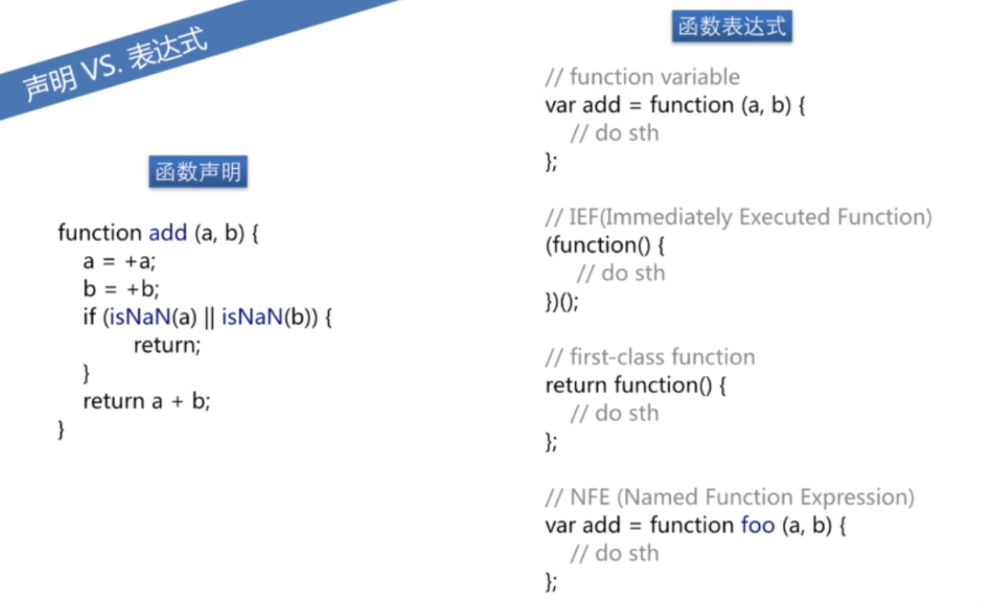 声明 VS. 表达式
函数声明
function add (a, b) {
a = +a;
b = +b;
if (isNaN(a) || isNaN(b)) {
return;
}
return a + b;
}
函数表达式
// function variable
var add = function (a, b) {
// do sth
};
// IEF(Immediately Executed Function)
(function() {
// do sth
})();
// first-class function
return function() {
// do sth
};
// NFE (Named Function Expression)
var add = function foo (a, b) {
// do sth
};